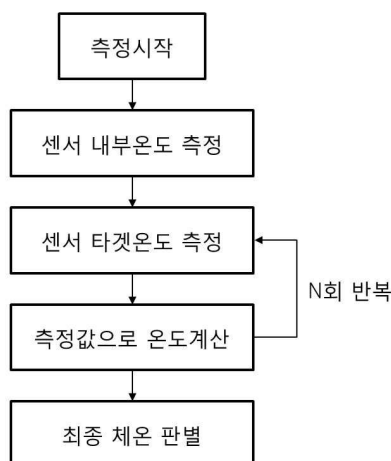 측정시작
센서 내부온도 측정
센서 타겟온도 측정
N회 반복
측정값으로 온도계산
최종 체온 판별